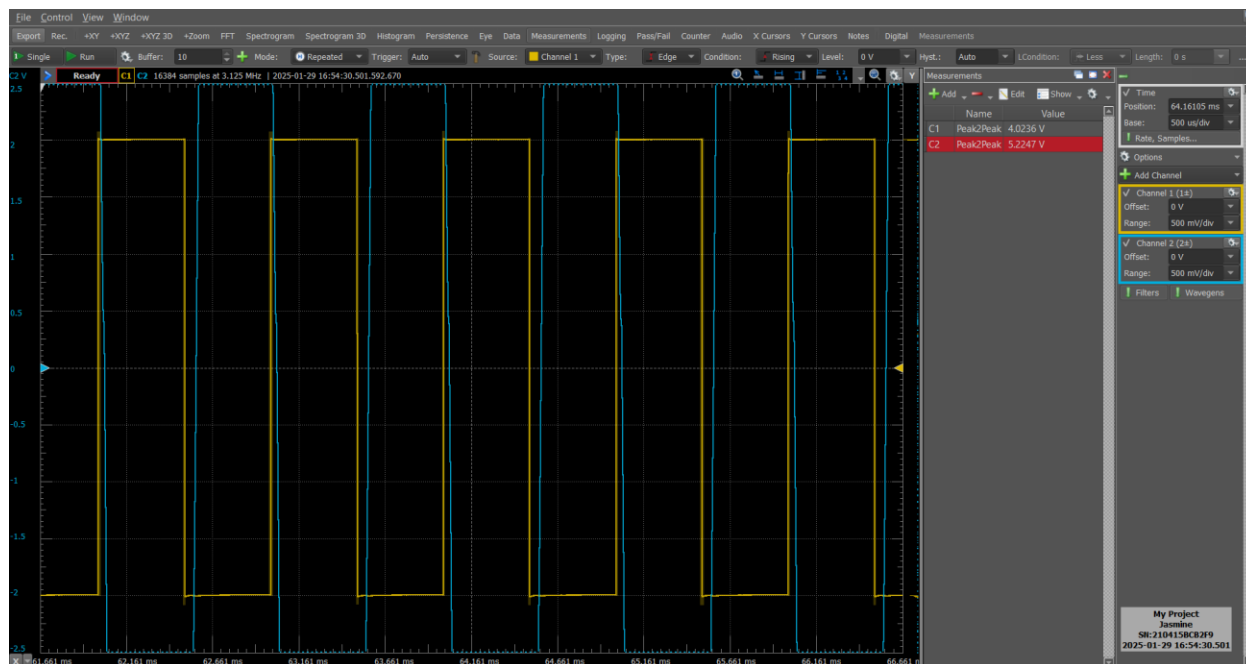 File Control View Window
Export Rec. +XY +XYZ +XYZ 3D +Zoom FFT Spectrogram Spectrogram 3D Histogram Persistence Eye Data Measurements Logging Pass/Fail Counter Audio X Cursors Y Cursors Notes Digital Measurements
Single Run Buffer: 10 Mode: Repeated Trigger: Auto Source: Channel 1 Type: Edge Condition: Rising Level: 0 V Hyst.: Auto LCondition: Less Length: 0 s ...
C2 V Ready C1 C2 16384 samples at 3.125 MHz | 2025-01-29 16:54:30.501.592.670 Y
2.5
2
1.5
1
0.5
0
-0.5
-1
-1.5
-2
-2.5
X 61.661 ms 62.161 ms 62.661 ms 63.161 ms 63.661 ms 64.161 ms 64.661 ms 65.161 ms 65.661 ms 66.161 ms 66.661
Measurements
Add Edit Show
Name Value
C1 Peak2Peak 4.0236 V
C2 Peak2Peak 5.2247 V
Time
Position: 64.16105 ms
Base: 500 us/div
Rate, Samples...
Options
Add Channel
Channel 1 (1±)
Offset: 0 V
Range: 500 mV/div
Channel 2 (2±)
Offset: 0 V
Range: 500 mV/div
Filters Wavegens
My Project
Jasmine
SN:210415BCB2F9
2025-01-29 16:54:30.501